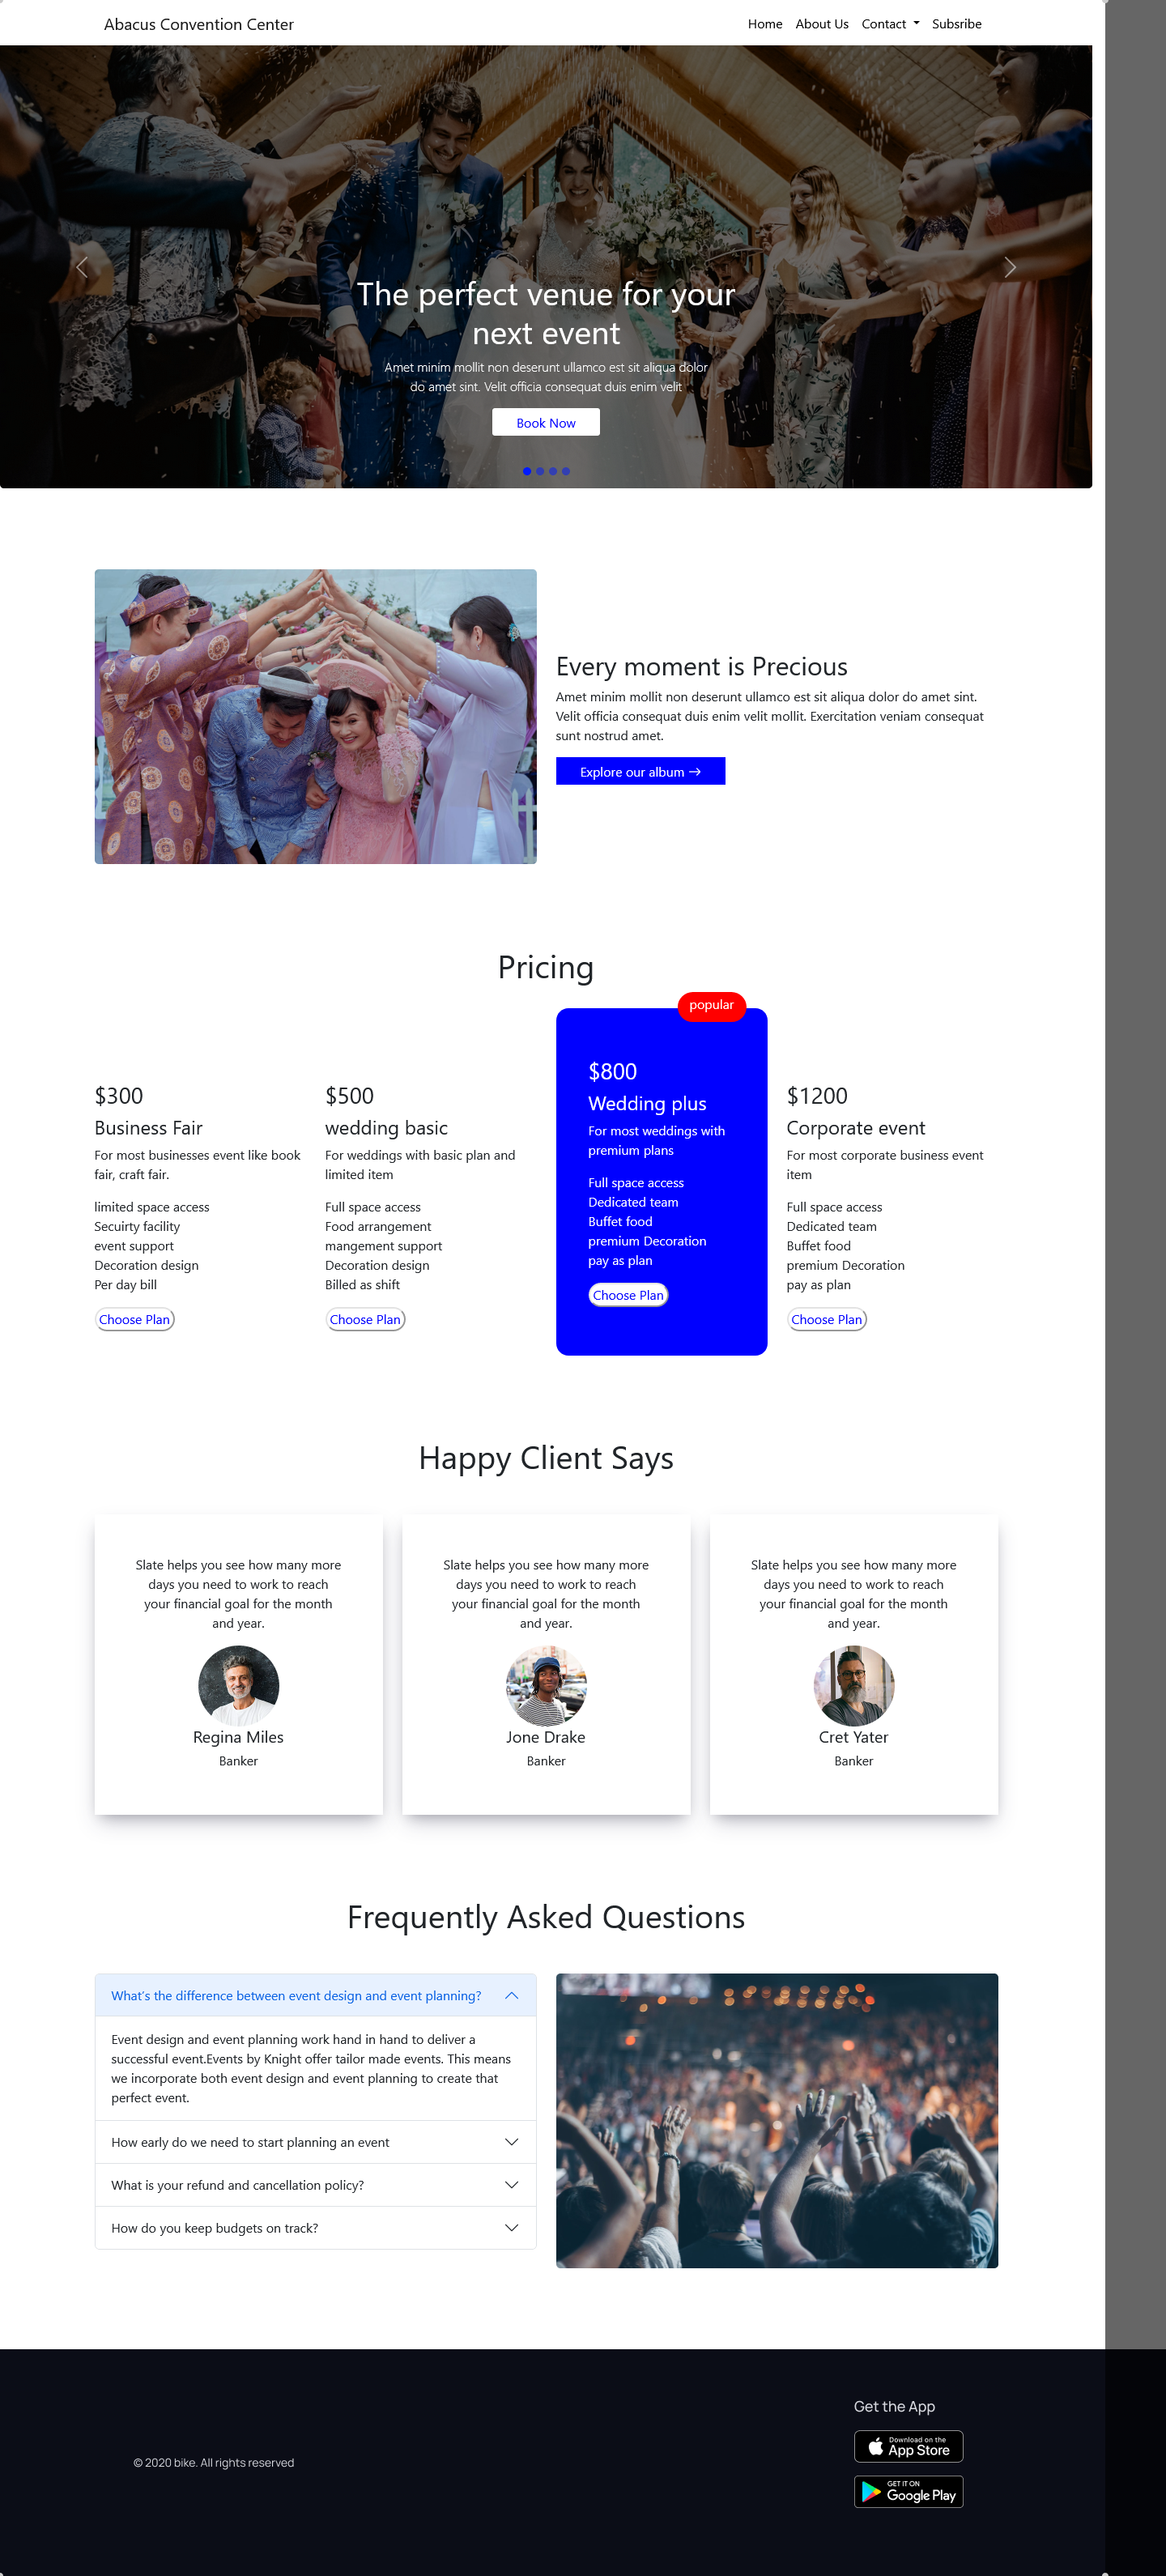 Abacus Convention Center
Home About Us Contact Subsribe
The perfect venue for your
next event
Amet minim mollit non deserunt ullamco est sit aliqua dolor
do amet sint. Velit officia consequat duis enim velit
Book Now
Every moment is Precious
Amet minim mollit non deserunt ullamco est sit aliqua dolor do amet sint.
Velit officia consequat duis enim velit mollit. Exercitation veniam consequat
sunt nostrud amet.
Explore our album →
Pricing
$300
Business Fair
For most businesses event like book
fair, craft fair.
limited space access
Secuirty facility
event support
Decoration design
Per day bill
Choose Plan
$500
wedding basic
For weddings with basic plan and
limited item
Full space access
Food arrangement
mangement support
Decoration design
Billed as shift
Choose Plan
popular
$800
Wedding plus
For most weddings with
premium plans
Full space access
Dedicated team
Buffet food
premium Decoration
pay as plan
Choose Plan
$1200
Corporate event
For most corporate business event
item
Full space access
Dedicated team
Buffet food
premium Decoration
pay as plan
Choose Plan
Happy Client Says
Slate helps you see how many more
days you need to work to reach
your financial goal for the month
and year.
Regina Miles
Banker
Slate helps you see how many more
days you need to work to reach
your financial goal for the month
and year.
Jone Drake
Banker
Slate helps you see how many more
days you need to work to reach
your financial goal for the month
and year.
Cret Yater
Banker
Frequently Asked Questions
What's the difference between event design and event planning?
Event design and event planning work hand in hand to deliver a
successful event.Events by Knight offer tailor made events. This means
we incorporate both event design and event planning to create that
perfect event.
How early do we need to start planning an event
What is your refund and cancellation policy?
How do you keep budgets on track?
© 2020 bike. All rights reserved
Get the App
Download on the
App Store
GET IT ON
Google Play